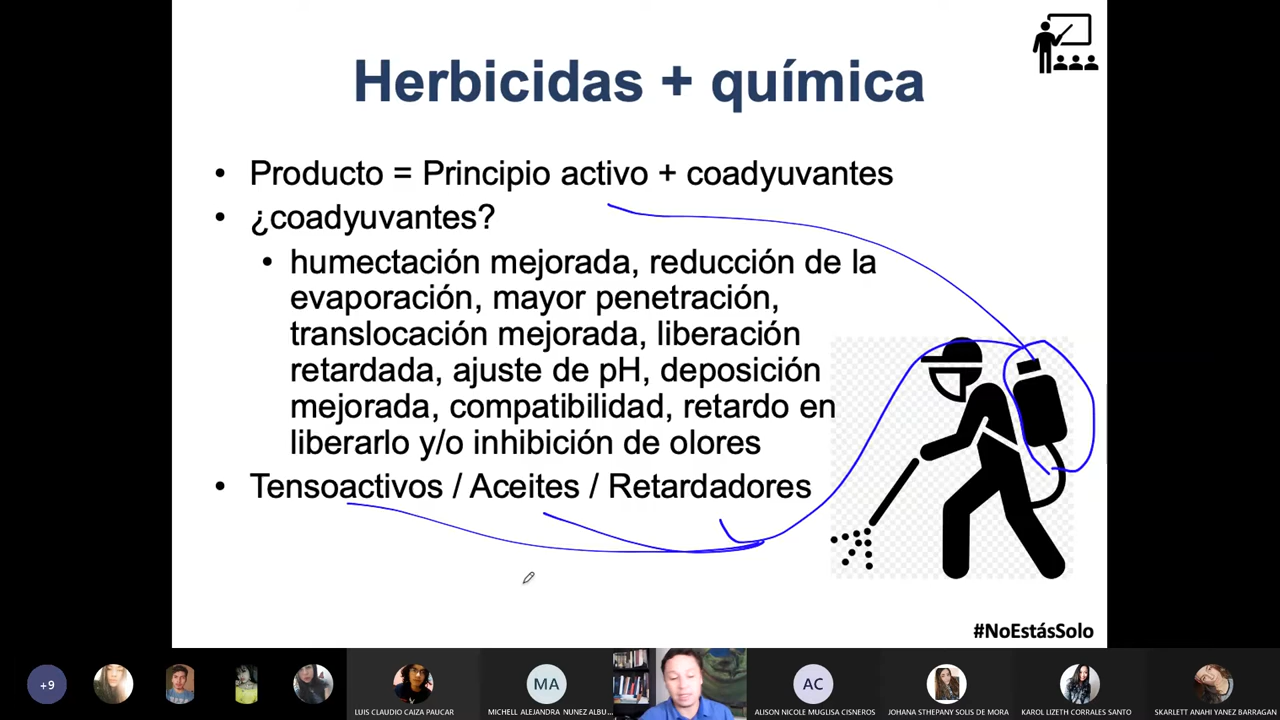 Herbicidas + química
• Producto = Principio activo + coadyuvantes
• ¿coadyuvantes?
• humectación mejorada, reducción de la
evaporación, mayor penetración,
translocación mejorada, liberación
retardada, ajuste de pH, deposición
mejorada, compatibilidad, retardo en
liberarlo y/o inhibición de olores
• Tensoactivos / Aceites / Retardadores
#NoEstásSolo
+9
MA
AC
LUIS CLAUDIO CAIZA PAUCAR
MICHELL ALEJANDRA NUNEZ ALBU...
ALISON NICOLE MUGLISA CISNEROS
JOHANA STHEPANY SOLIS DE MORA
KAROL LIZETH CORRALES SANTO
SKARLETT ANAHI YANEZ BARRAGAN